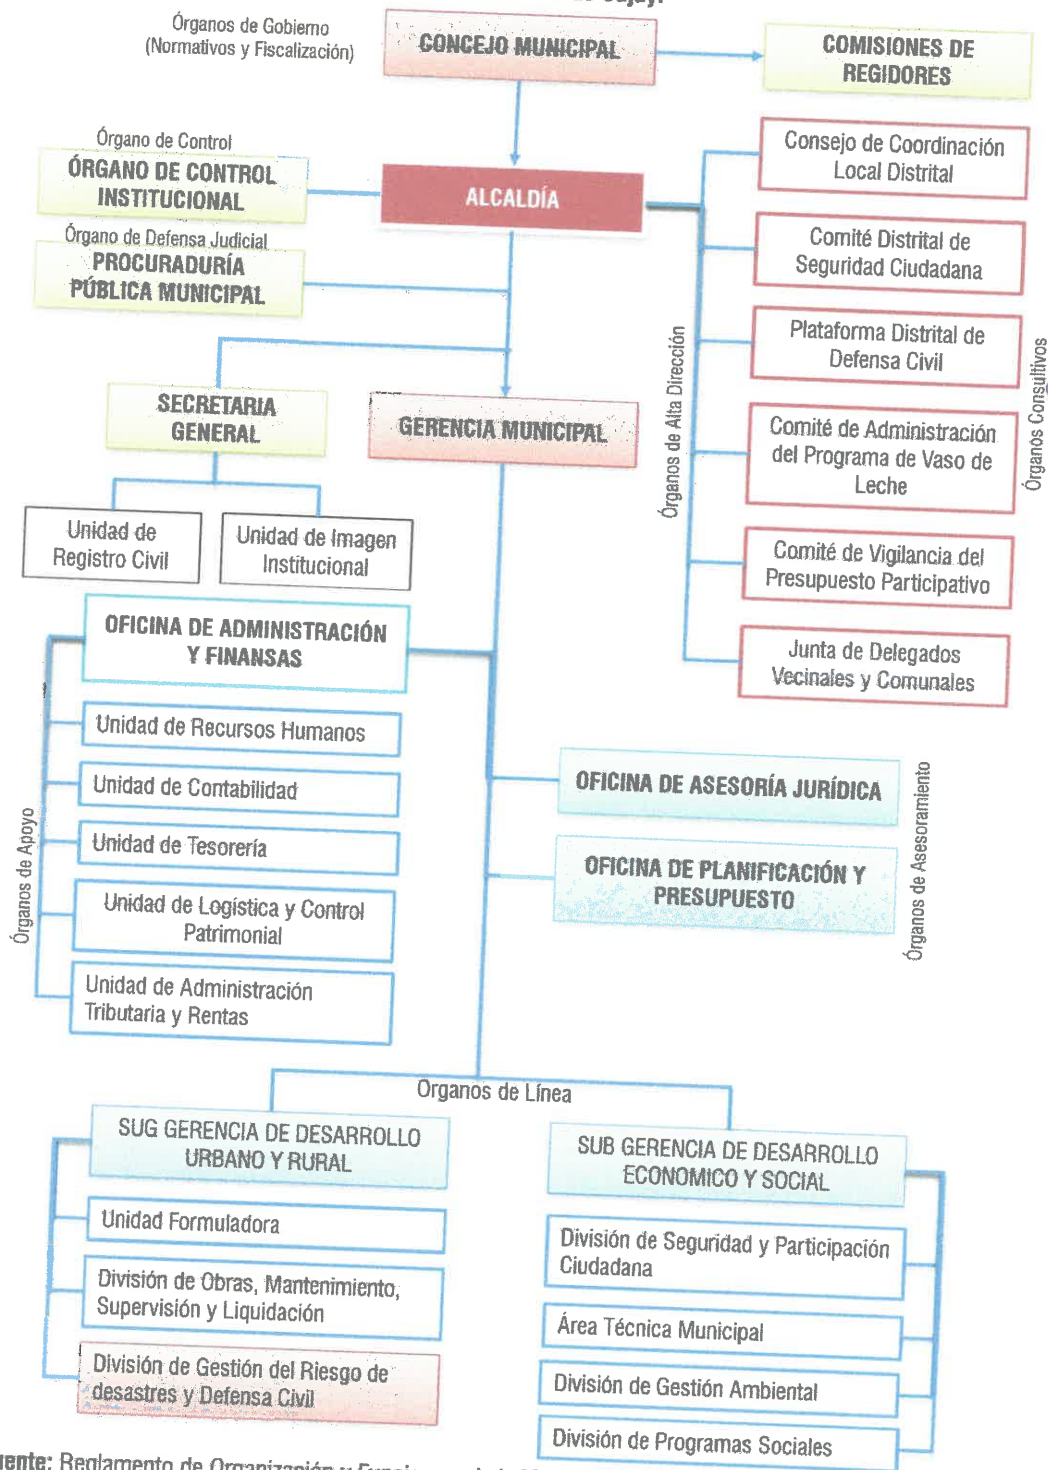 Órganos de Gobierno
(Normativos y Fiscalización)
CONCEJO MUNICIPAL
COMISIONES DE
REGIDORES
Órgano de Control
ÓRGANO DE CONTROL
INSTITUCIONAL
ALCALDÍA
Órgano de Defensa Judicial
PROCURADURÍA
PÚBLICA MUNICIPAL
Consejo de Coordinación
Local Distrital
Comité Distrital de
Seguridad Ciudadana
Plataforma Distrital de
Defensa Civil
Comité de Administración
del Programa de Vaso de
Leche
Comité de Vigilancia del
Presupuesto Participativo
Junta de Delegados
Vecinales y Comunales
Órganos de Alta Dirección
Órganos Consultivos
SECRETARIA
GENERAL
GERENCIA MUNICIPAL
Unidad de
Registro Civil
Unidad de Imagen
Institucional
OFICINA DE ADMINISTRACIÓN
Y FINANSAS
Unidad de Recursos Humanos
Unidad de Contabilidad
Unidad de Tesorería
Unidad de Logística y Control
Patrimonial
Unidad de Administración
Tributaria y Rentas
Órganos de Apoyo
OFICINA DE ASESORÍA JURÍDICA
OFICINA DE PLANIFICACIÓN Y
PRESUPUESTO
Órganos de Asesoramiento
Organos de Línea
SUG GERENCIA DE DESARROLLO
URBANO Y RURAL
Unidad Formuladora
División de Obras, Mantenimiento,
Supervisión y Liquidación
División de Gestión del Riesgo de
desastres y Defensa Civil
SUB GERENCIA DE DESARROLLO
ECONOMICO Y SOCIAL
División de Seguridad y Participación
Ciudadana
Área Técnica Municipal
División de Gestión Ambiental
División de Programas Sociales
Reglamento de Organización y